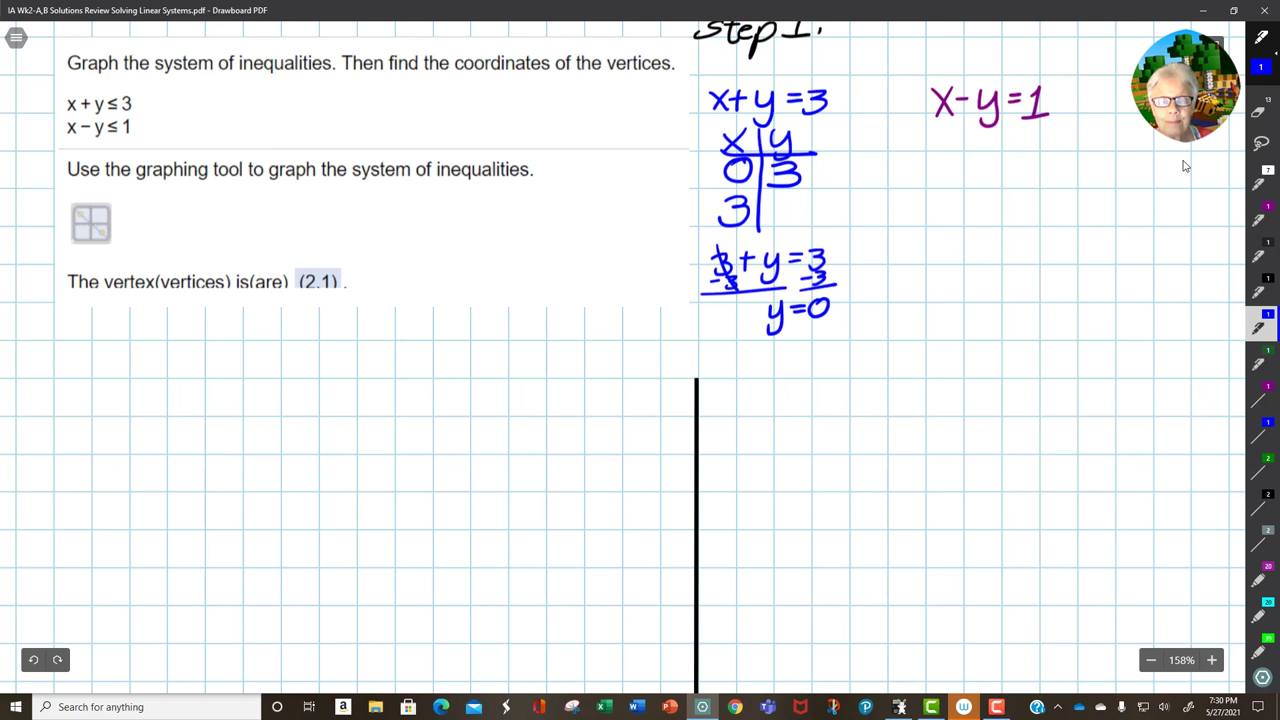 IA Wk2-A,B Solutions Review Solving Linear Systems.pdf - Drawboard PDF
step 1.
Graph the system of inequalities. Then find the coordinates of the vertices.
x + y ≤ 3
x − y ≤ 1
Use the graphing tool to graph the system of inequalities.
The vertex(vertices) is(are) (2,1) .
x+y=3
x | y
0 | 3
3 |
3+y=3
-3 -3
y=0
x-y=1
158%
Search for anything
7:30 PM
5/27/2021